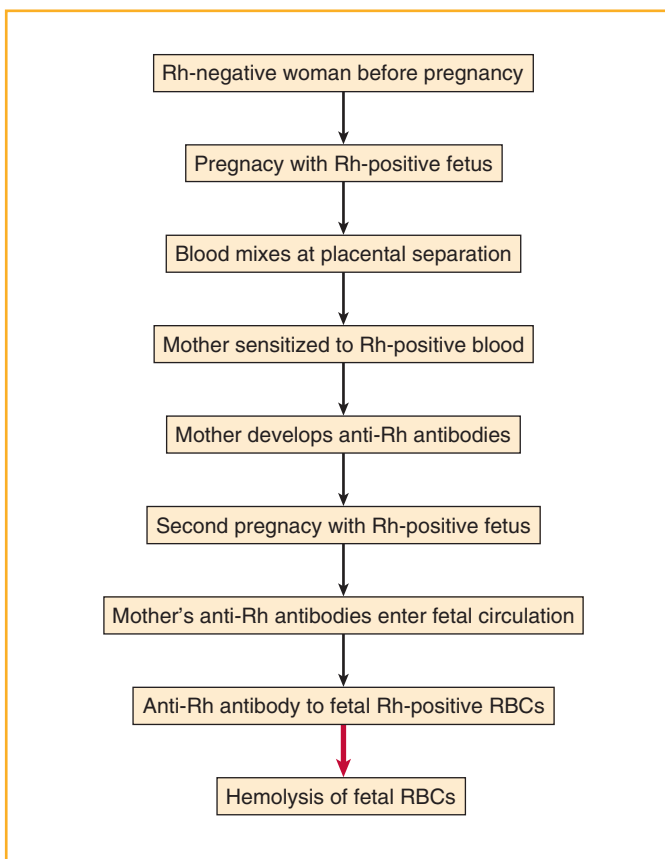 Rh-negative woman before pregnancy
Pregnacy with Rh-positive fetus
Blood mixes at placental separation
Mother sensitized to Rh-positive blood
Mother develops anti-Rh antibodies
Second pregnacy with Rh-positive fetus
Mother's anti-Rh antibodies enter fetal circulation
Anti-Rh antibody to fetal Rh-positive RBCs
Hemolysis of fetal RBCs